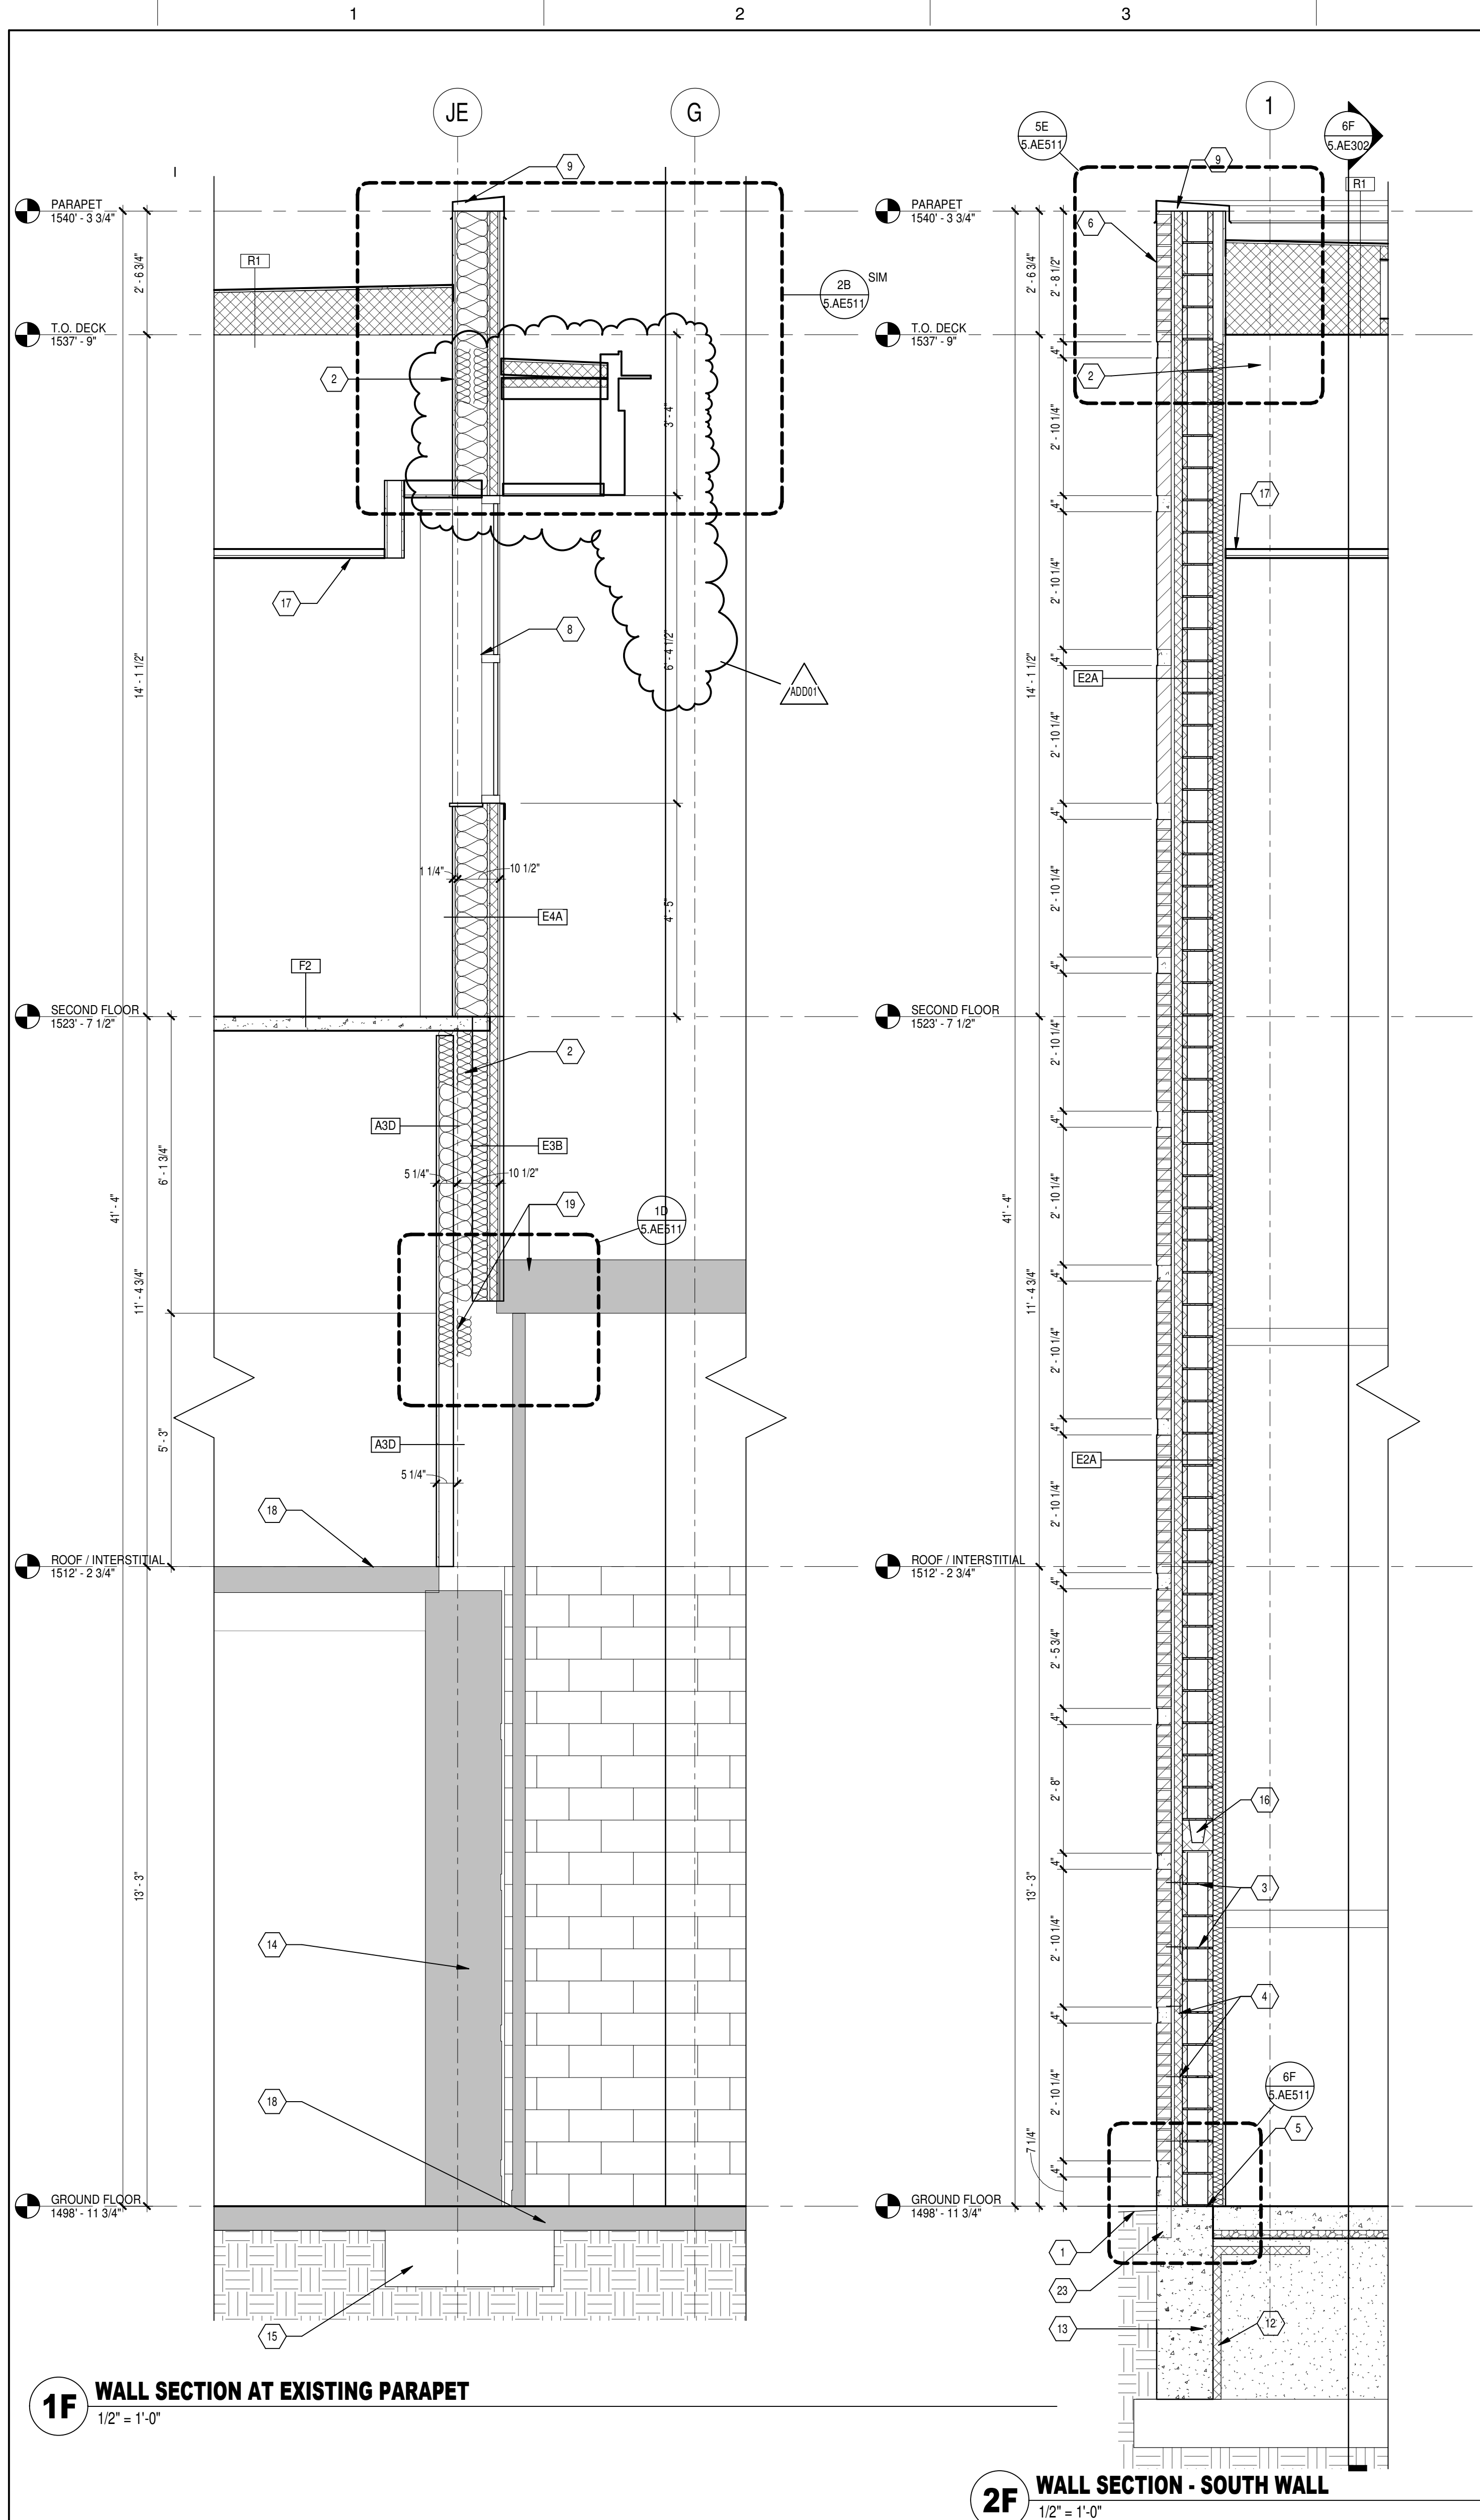 1
2
3
JE
G
9
PARAPET
1540' - 3 3/4"
R1
2' - 6 3/4"
2B
5.AE511
SIM
T.O. DECK
1537' - 9"
2
3' - 4"
17
8
6' - 4 1/2"
ADD01
14' - 1 1/2"
1 1/4"
10 1/2"
E4A
4' - 5"
F2
SECOND FLOOR
1523' - 7 1/2"
2
A3D
E3B
6' - 1 3/4"
5 1/4"
10 1/2"
19
1D
5.AE511
41' - 4"
11' - 4 3/4"
5' - 3"
A3D
5 1/4"
18
ROOF / INTERSTITIAL
1512' - 2 3/4"
13' - 3"
14
18
GROUND FLOOR
1498' - 11 3/4"
15
1F
WALL SECTION AT EXISTING PARAPET
1/2" = 1'-0"
5E
5.AE511
1
6F
5.AE302
9
R1
PARAPET
1540' - 3 3/4"
6
2' - 6 3/4"
2' - 8 1/2"
T.O. DECK
1537' - 9"
4"
2
2' - 10 1/4"
4"
17
2' - 10 1/4"
4"
14' - 1 1/2"
E2A
2' - 10 1/4"
4"
2' - 10 1/4"
4"
SECOND FLOOR
1523' - 7 1/2"
2' - 10 1/4"
4"
2' - 10 1/4"
4"
41' - 4"
11' - 4 3/4"
2' - 10 1/4"
4"
E2A
2' - 10 1/4"
ROOF / INTERSTITIAL
1512' - 2 3/4"
4"
2' - 5 3/4"
4"
2' - 8"
16
4"
13' - 3"
3
2' - 10 1/4"
4
4"
2' - 10 1/4"
6F
5.AE511
5
7 1/4"
4"
GROUND FLOOR
1498' - 11 3/4"
1
23
13
12
2F
WALL SECTION - SOUTH WALL
1/2" = 1'-0"